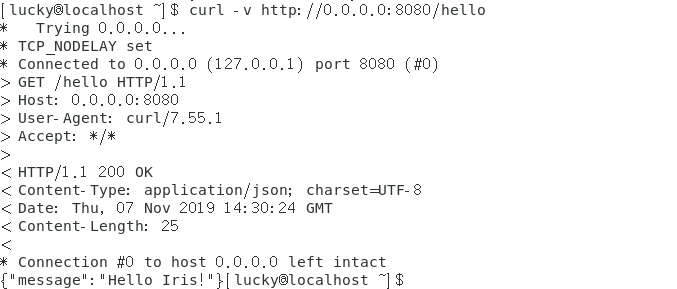 [lucky@localhost ~]$ curl -v http://0.0.0.0:8080/hello
*   Trying 0.0.0.0...
* TCP_NODELAY set
* Connected to 0.0.0.0 (127.0.0.1) port 8080 (#0)
> GET /hello HTTP/1.1
> Host: 0.0.0.0:8080
> User-Agent: curl/7.55.1
> Accept: */*
>
< HTTP/1.1 200 OK
< Content-Type: application/json; charset=UTF-8
< Date: Thu, 07 Nov 2019 14:30:24 GMT
< Content-Length: 25
<
* Connection #0 to host 0.0.0.0 left intact
{"message":"Hello Iris!"}[lucky@localhost ~]$